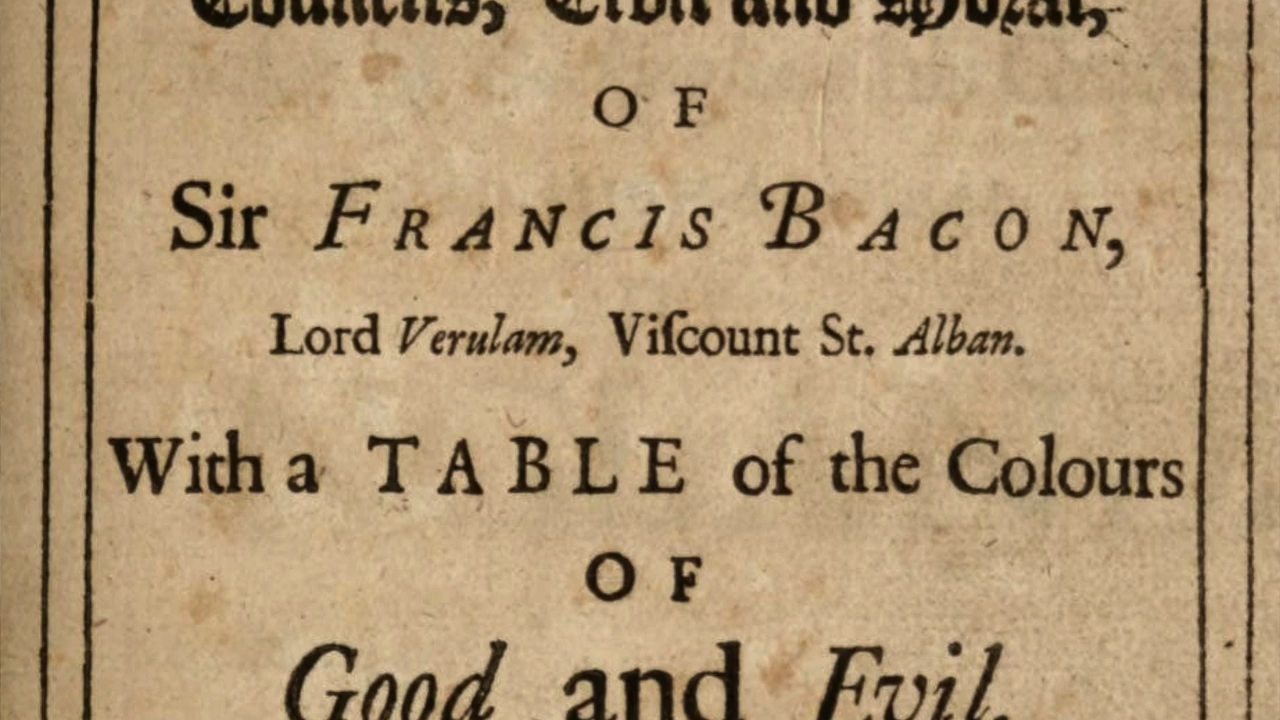 Councils, Civil and Moral,
OF
Sir FRANCIS BACON,
Lord Verulam, Viſcount St. Alban.
With a TABLE of the Colours
OF
Good and Evil.